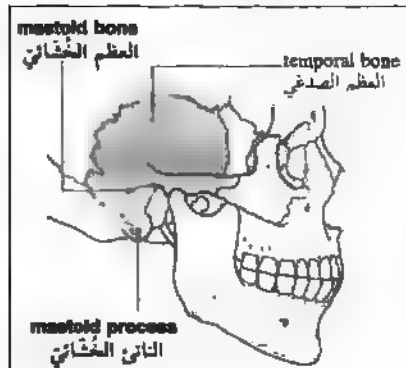 mastoid bone
العظم الخُشّائيّ
temporal bone
العظم الصدغي
mastoid process
الناتئ الخُشّائيّ